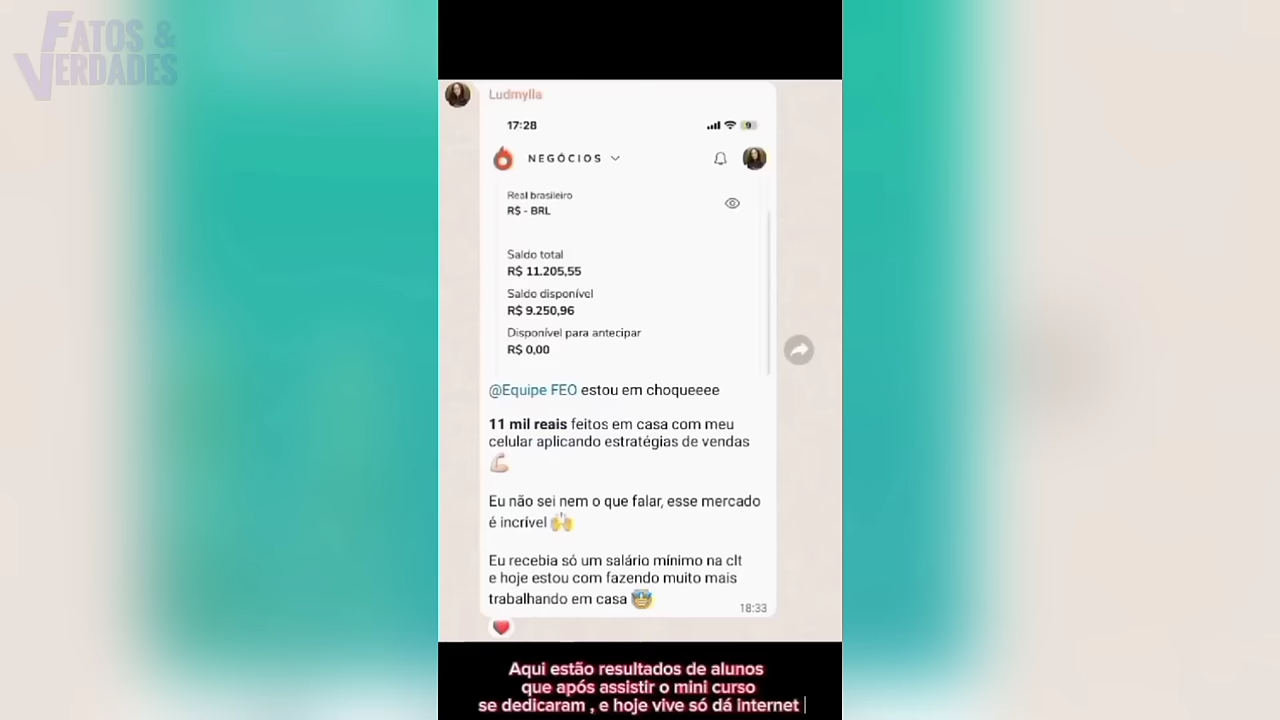 FATOS &
VERDADES
Ludmylla
17:28
9
NEGÓCIOS
Real brasileiro
R$ - BRL
Saldo total
R$ 11.205,55
Saldo disponível
R$ 9.250,96
Disponível para antecipar
R$ 0,00
@Equipe FEO estou em choqueeee
11 mil reais feitos em casa com meu
celular aplicando estratégias de vendas
💪🏻
Eu não sei nem o que falar, esse mercado
é incrível 🙌
Eu recebia só um salário mínimo na clt
e hoje estou com fazendo muito mais
trabalhando em casa 🤑
18:33
Aqui estão resultados de alunos
que após assistir o mini curso
se dedicaram , e hoje vive só dá internet